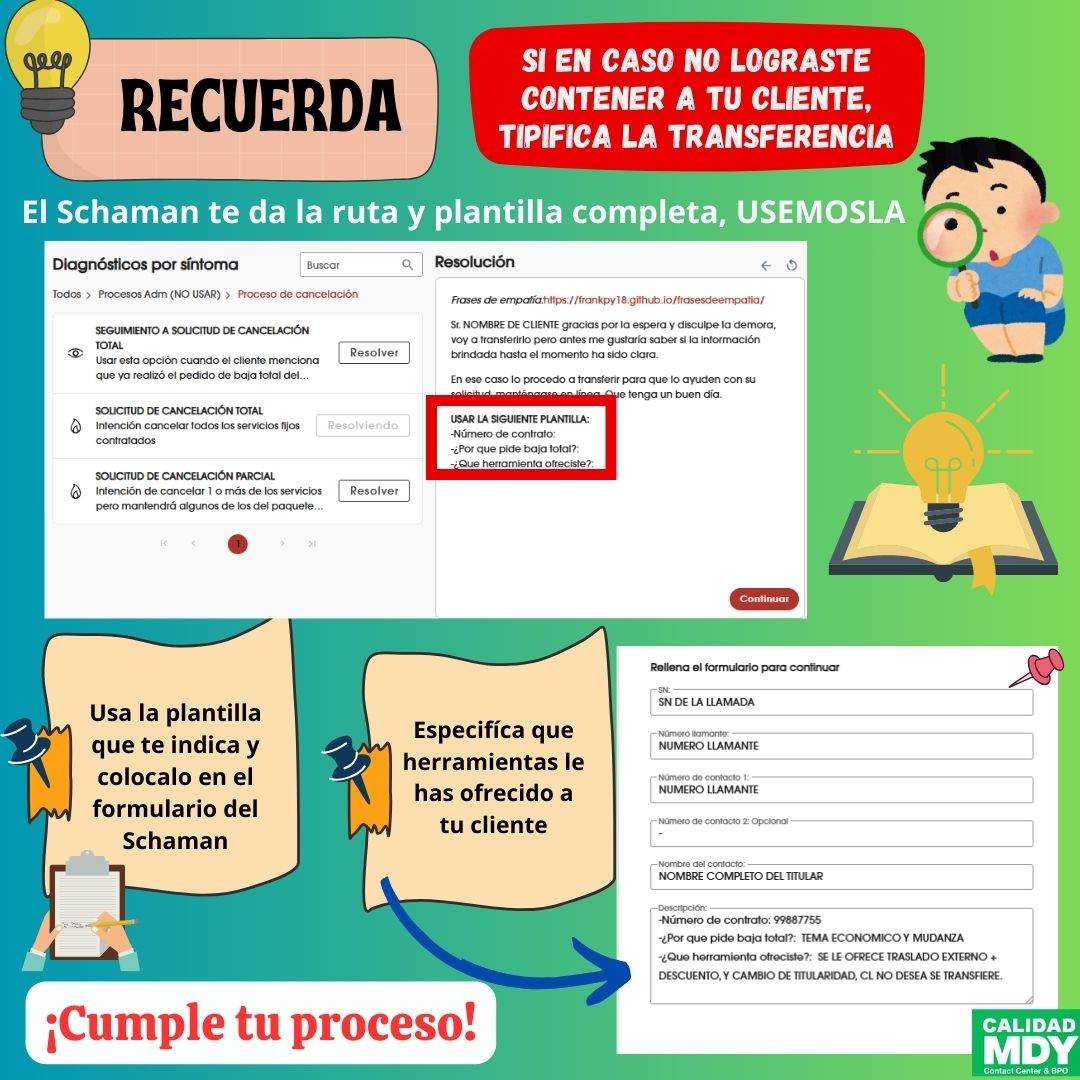 RECUERDA
SI EN CASO NO LOGRASTE
CONTENER A TU CLIENTE,
TIPIFICA LA TRANSFERENCIA
El Schaman te da la ruta y plantilla completa, USEMOSLA
Diagnósticos por síntoma
Buscar
Todos > Procesos Adm (NO USAR) > Proceso de cancelación
SEGUIMIENTO A SOLICITUD DE CANCELACIÓN
TOTAL
Usar esta opción cuando el cliente menciona
que ya realizó el pedido de baja total del...
Resolver
SOLICITUD DE CANCELACIÓN TOTAL
Intención cancelar todos los servicios fijos
contratados
Resolviendo
SOLICITUD DE CANCELACIÓN PARCIAL
Intención de cancelar 1 o más de los servicios
pero mantendrá algunos de los del paquete...
Resolver
1
Resolución
Frases de empatía:https://frankpy18.github.io/frasesdeempatia/
Sr. NOMBRE DE CLIENTE gracias por la espera y disculpe la demora,
voy a transferirlo pero antes me gustaría saber si la información
brindada hasta el momento ha sido clara.
En ese caso lo procedo a transferir para que lo ayuden con su
solicitud, manténgase en línea. Que tenga un buen día.
USAR LA SIGUIENTE PLANTILLA:
-Número de contrato:
-¿Por que pide baja total?:
-¿Que herramienta ofreciste?:
Continuar
Usa la plantilla
que te indica y
colocalo en el
formulario del
Schaman
Especifíca que
herramientas le
has ofrecido a
tu cliente
Rellena el formulario para continuar
SN:
SN DE LA LLAMADA
Número llamante:
NUMERO LLAMANTE
Número de contacto 1:
NUMERO LLAMANTE
Número de contacto 2: Opcional
-
Nombre del contacto:
NOMBRE COMPLETO DEL TITULAR
Descripción:
-Número de contrato: 99887755
-¿Por que pide baja total?: TEMA ECONOMICO Y MUDANZA
-¿Que herramienta ofreciste?: SE LE OFRECE TRASLADO EXTERNO +
DESCUENTO, Y CAMBIO DE TITULARIDAD, CL NO DESEA SE TRANSFIERE.
¡Cumple tu proceso!
CALIDAD
MDY
Contact Center & BPO